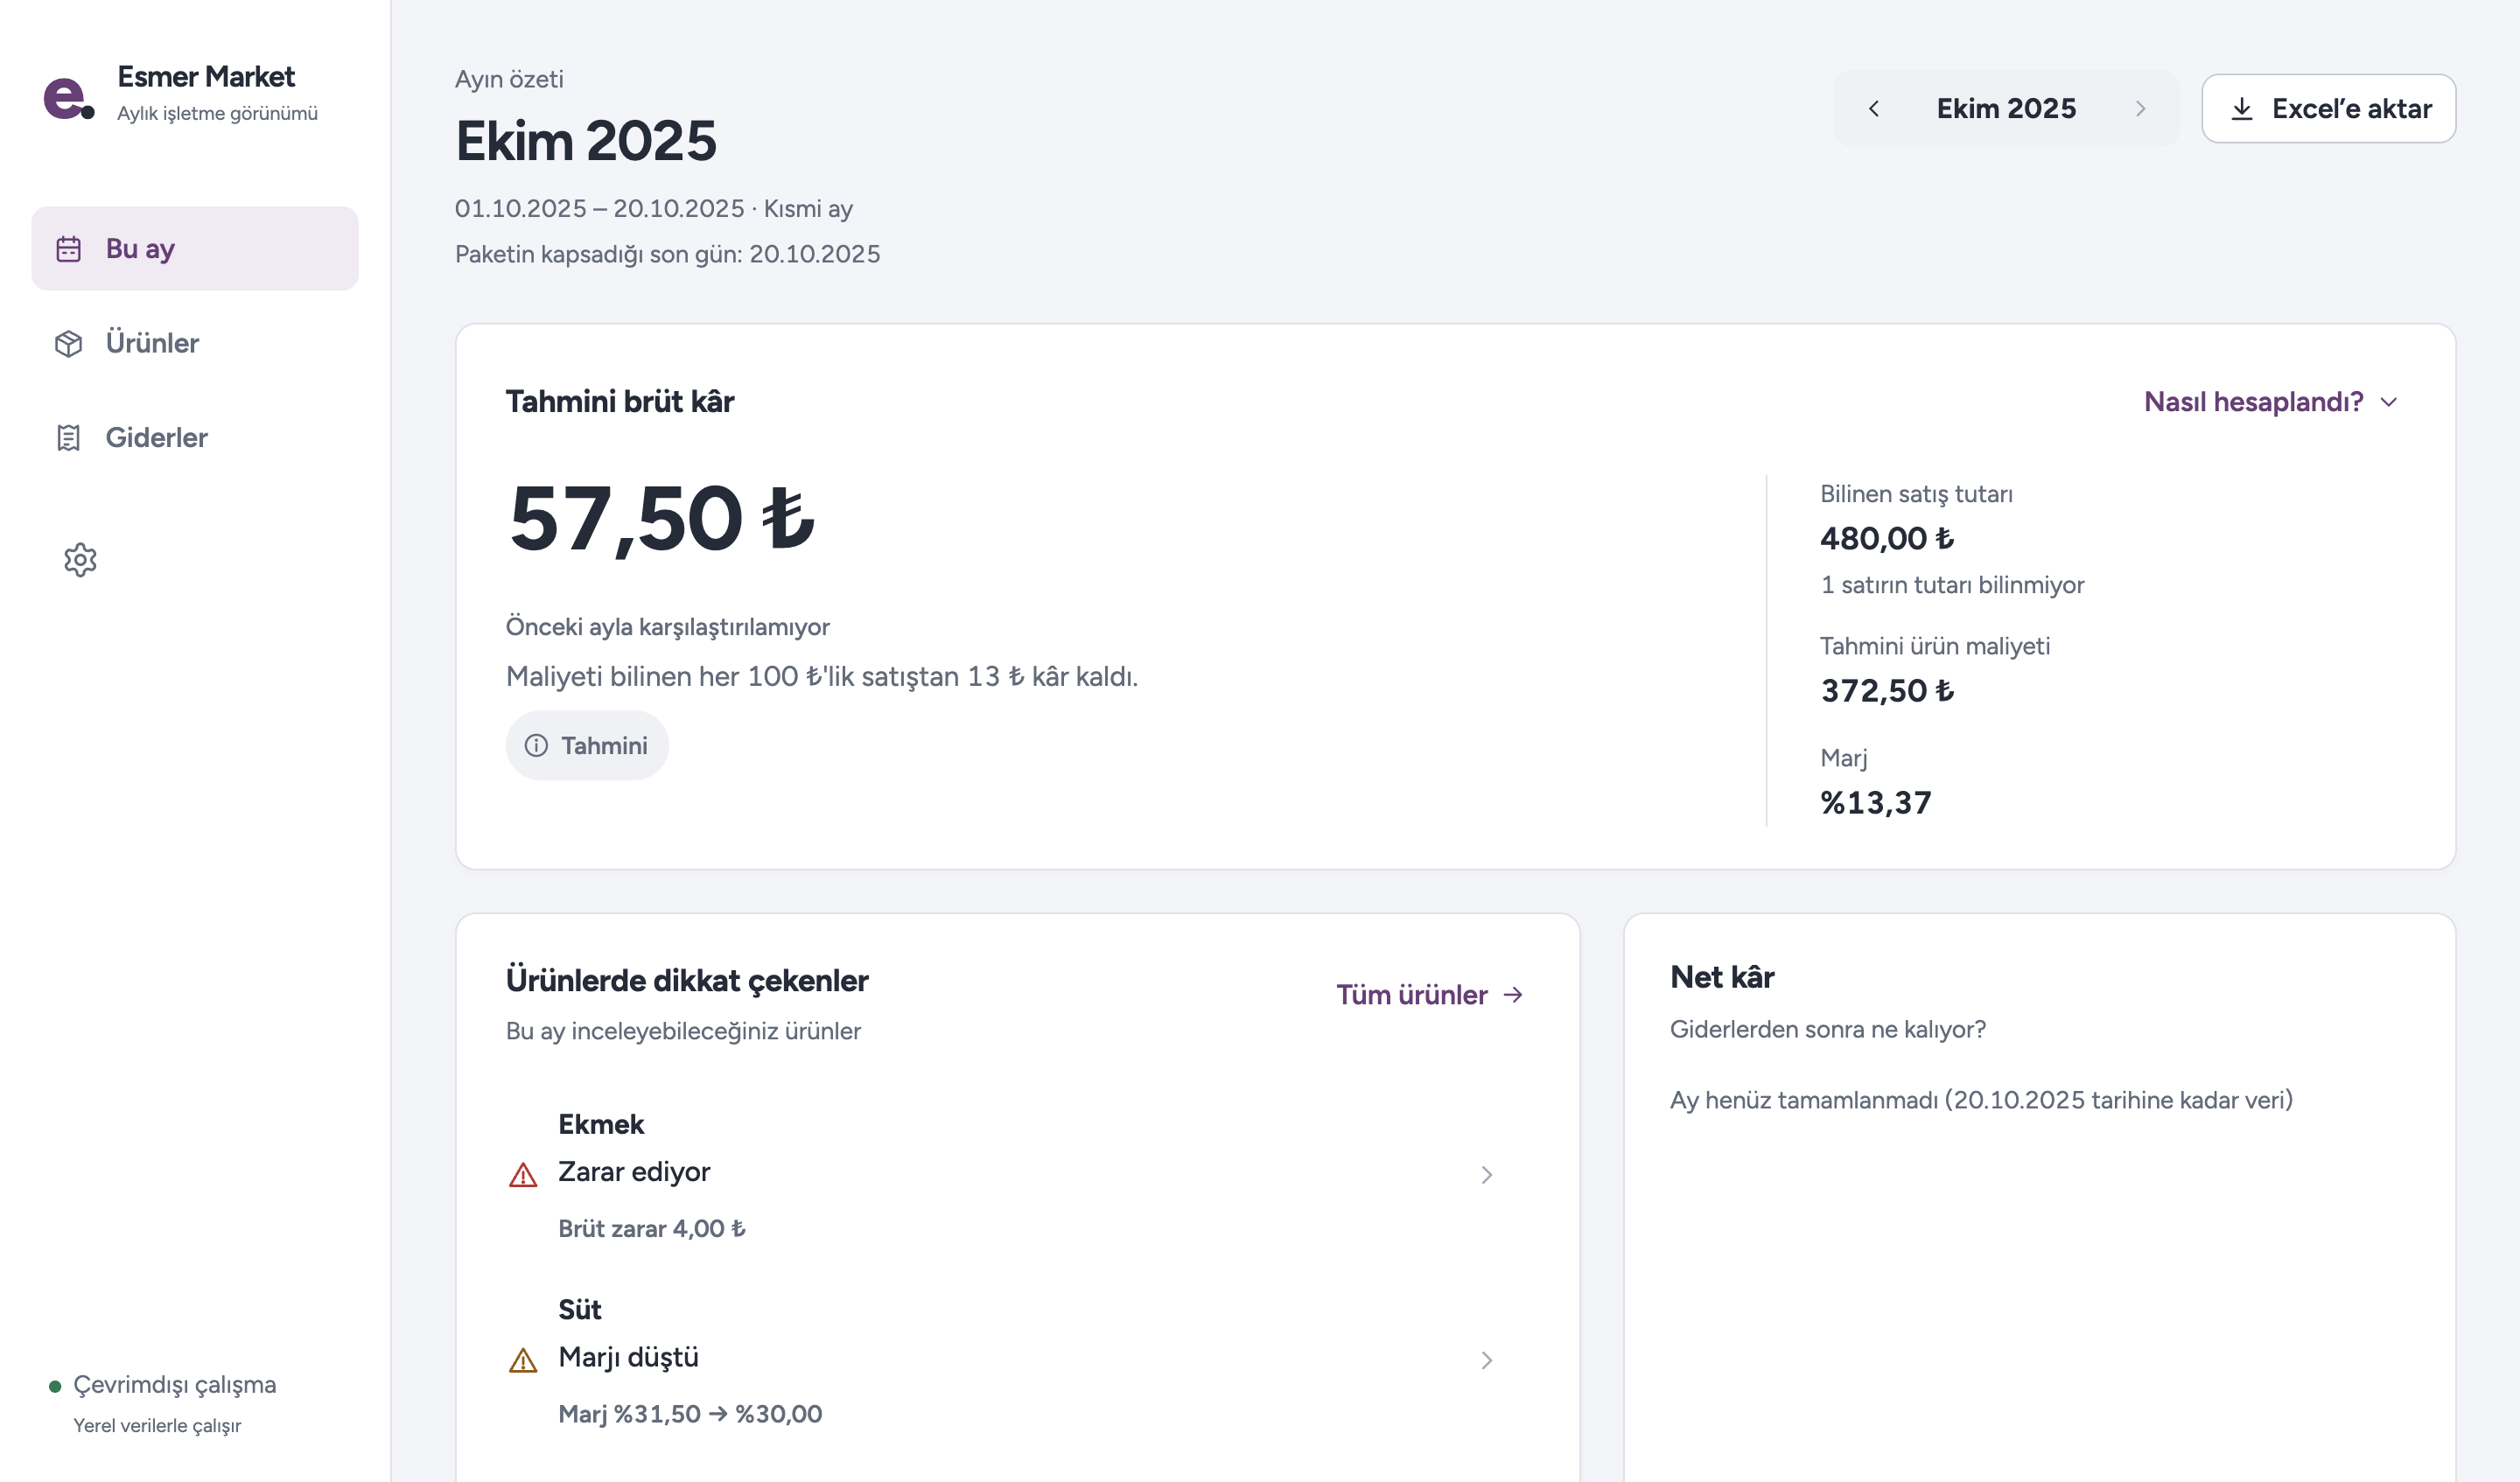 e.
Esmer Market
Aylık işletme görünümü
Bu ay
Ürünler
Giderler
Çevrimdışı çalışma
Yerel verilerle çalışır
Ayın özeti
Ekim 2025
01.10.2025 – 20.10.2025 · Kısmi ay
Paketin kapsadığı son gün: 20.10.2025
Ekim 2025
Excel’e aktar
Tahmini brüt kâr
Nasıl hesaplandı?
57,50 ₺
Önceki ayla karşılaştırılamıyor
Maliyeti bilinen her 100 ₺'lik satıştan 13 ₺ kâr kaldı.
Tahmini
Bilinen satış tutarı
480,00 ₺
1 satırın tutarı bilinmiyor
Tahmini ürün maliyeti
372,50 ₺
Marj
%13,37
Ürünlerde dikkat çekenler
Bu ay inceleyebileceğiniz ürünler
Tüm ürünler →
Ekmek
Zarar ediyor
Brüt zarar 4,00 ₺
Süt
Marjı düştü
Marj %31,50 → %30,00
Net kâr
Giderlerden sonra ne kalıyor?
Ay henüz tamamlanmadı (20.10.2025 tarihine kadar veri)